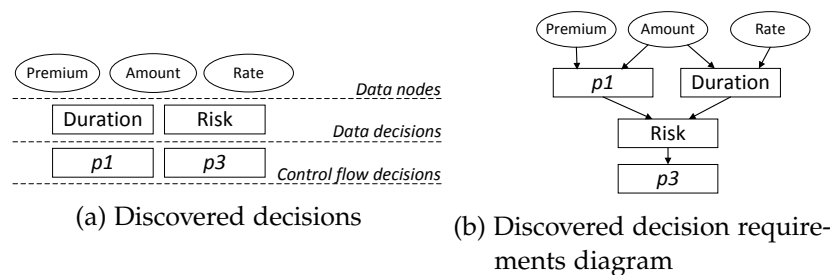 Premium Amount Rate
Data nodes
Duration Risk
Data decisions
p1 p3
Control flow decisions
(a) Discovered decisions
Premium Amount Rate
p1 Duration
Risk
p3
(b) Discovered decision require-
ments diagram